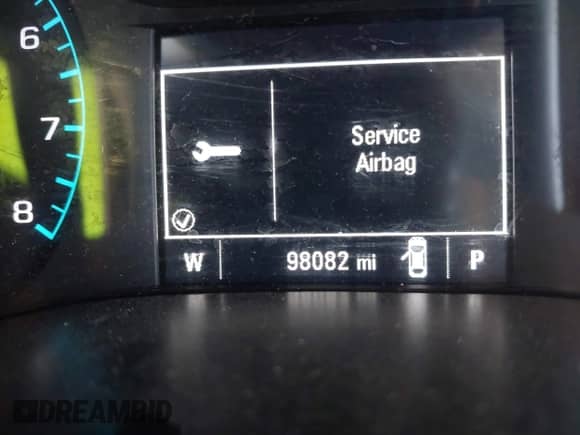 6
7
8
Service
Airbag
W 98082 mi P
DREAMBID